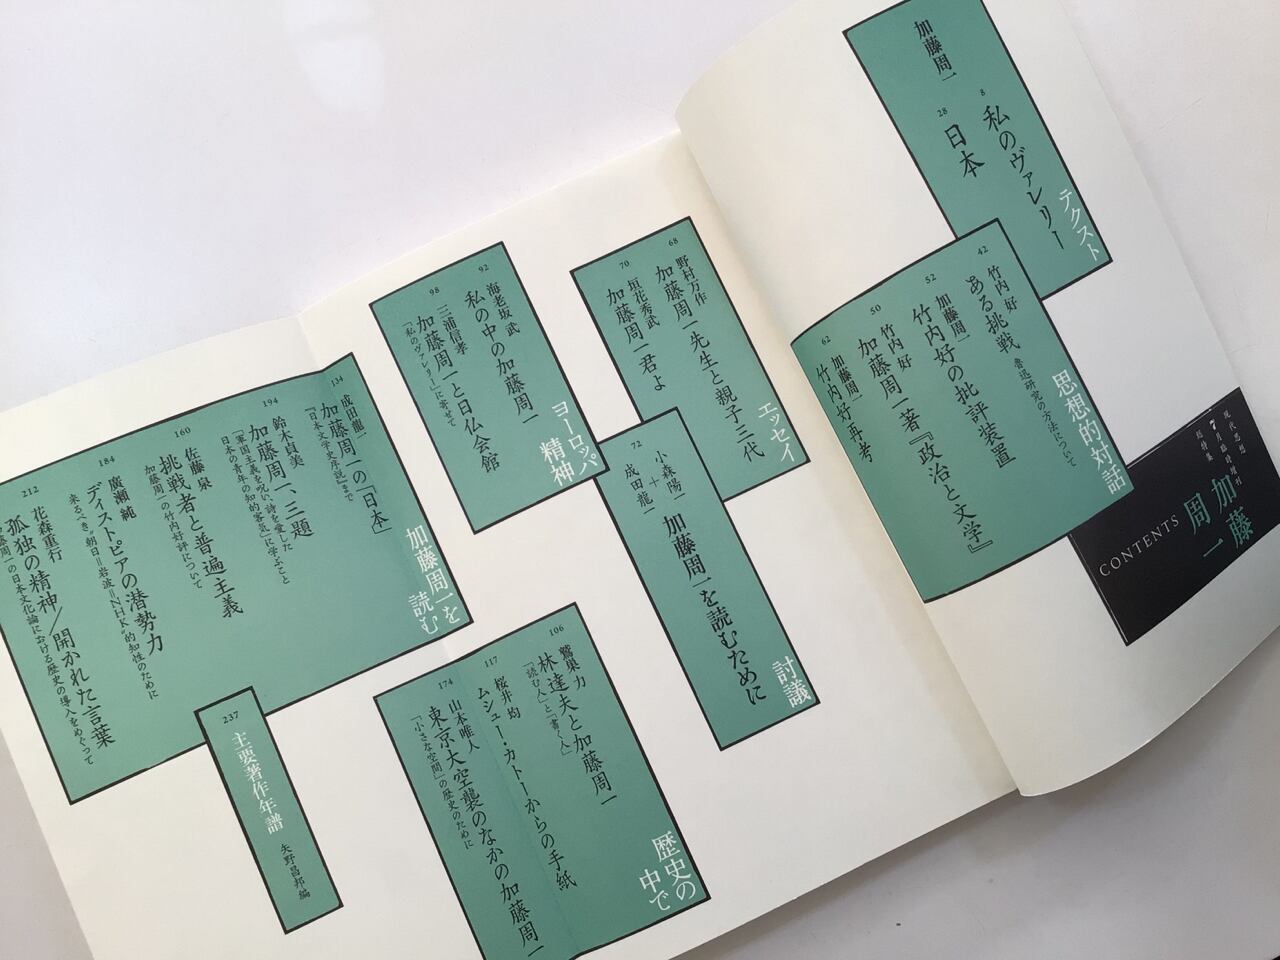 現代思想
7月臨時増刊
総特集
加藤
周一
CONTENTS
テクスト
加藤周一
8
私のヴァレリー
28
日本
思想的対話
42
竹内 好
ある挑戦
魯迅研究の方法について
52
加藤周一
竹内好の批評装置
50
竹内 好
加藤周一著『政治と文学』
62
加藤周一
竹内好再考
エッセイ
68
野村万作
加藤周一先生と親子三代
70
垣花秀武
加藤周一君よ
討議
72
小森陽一
+
成田龍一
加藤周一を読むために
ヨーロッパ
精神
92
海老坂 武
私の中の加藤周一
98
三浦信孝
加藤周一と日仏会館
「私のヴァレリー」に寄せて
歴史の
中で
106
鷲巣 力
林達夫と加藤周一
「読む人」と「書く人」
117
桜井 均
ムシュー・カトーからの手紙
174
山本唯人
東京大空襲のなかの加藤周一
「小さな空間」の歴史のために
加藤周一を
読む
134
成田龍一
加藤周一の「日本」
『日本文学史序説』まで
194
鈴木貞美
加藤周一、三題
「軍国主義を呪い、詩を愛した
日本の青年の知的客気」に学ぶこと
160
佐藤 泉
挑戦者と普遍主義
加藤周一の竹内好評について
184
廣瀬 純
ディストピアの潜勢力
来るべき"朝日=岩波=NHK"的知性のために
212
花森重行
孤独の精神／開かれた言葉
加藤周一の日本文化論における歴史の導入をめぐって
237
主要著作年譜
矢野昌邦編